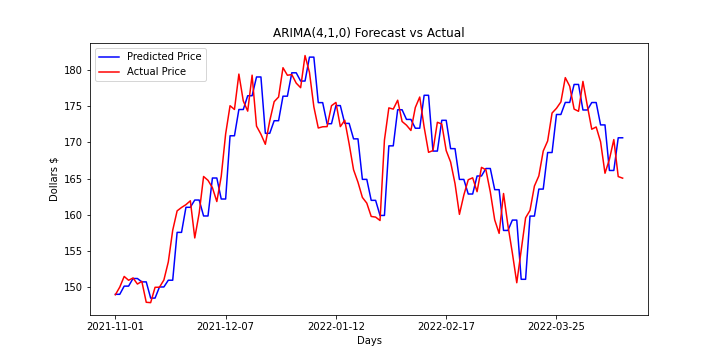 ARIMA(4,1,0) Forecast vs Actual
Predicted Price
Actual Price
Dollars $
180
175
170
165
160
155
150
2021-11-01 2021-12-07 2022-01-12 2022-02-17 2022-03-25
Days